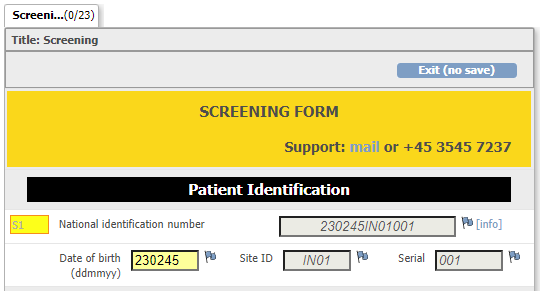 Screeni...(0/23)
Title: Screening
Exit (no save)
SCREENING FORM
Support: mail or +45 3545 7237
Patient Identification
S1 National identification number 230245IN01001 [info]
Date of birth 230245 Site ID IN01 Serial 001
(ddmmyy)